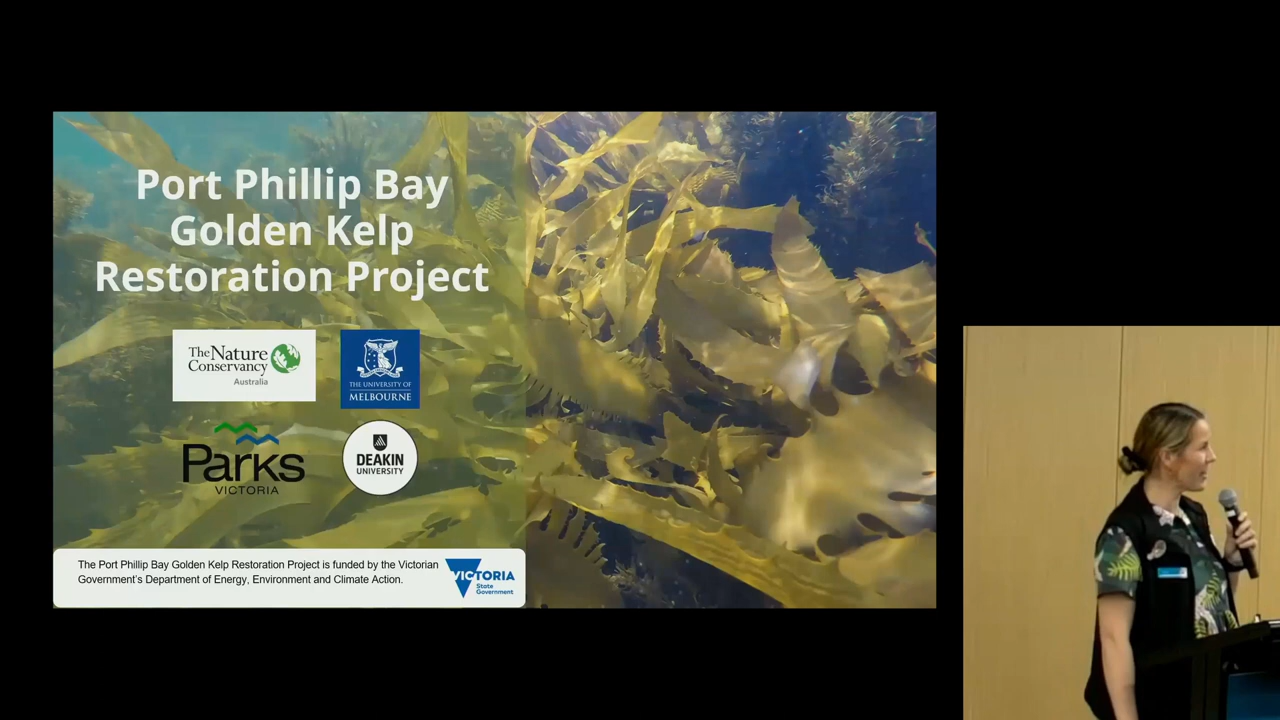 Port Phillip Bay
Golden Kelp
Restoration Project
The Nature
Conservancy
Australia
THE UNIVERSITY OF
MELBOURNE
Parks
VICTORIA
DEAKIN
UNIVERSITY
The Port Phillip Bay Golden Kelp Restoration Project is funded by the Victorian
Government's Department of Energy, Environment and Climate Action.
VICTORIA
State
Government